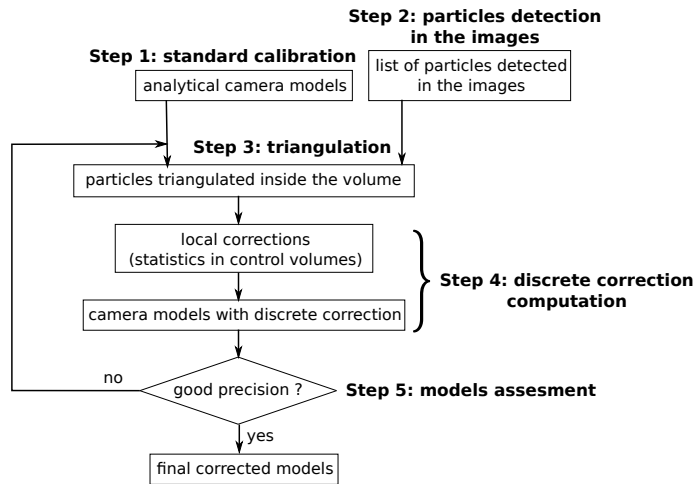 Step 2: particles detection
in the images
Step 1: standard calibration
analytical camera models
list of particles detected
in the images
Step 3: triangulation
particles triangulated inside the volume
local corrections
(statistics in control volumes)
Step 4: discrete correction
computation
camera models with discrete correction
no
good precision ?
Step 5: models assesment
yes
final corrected models